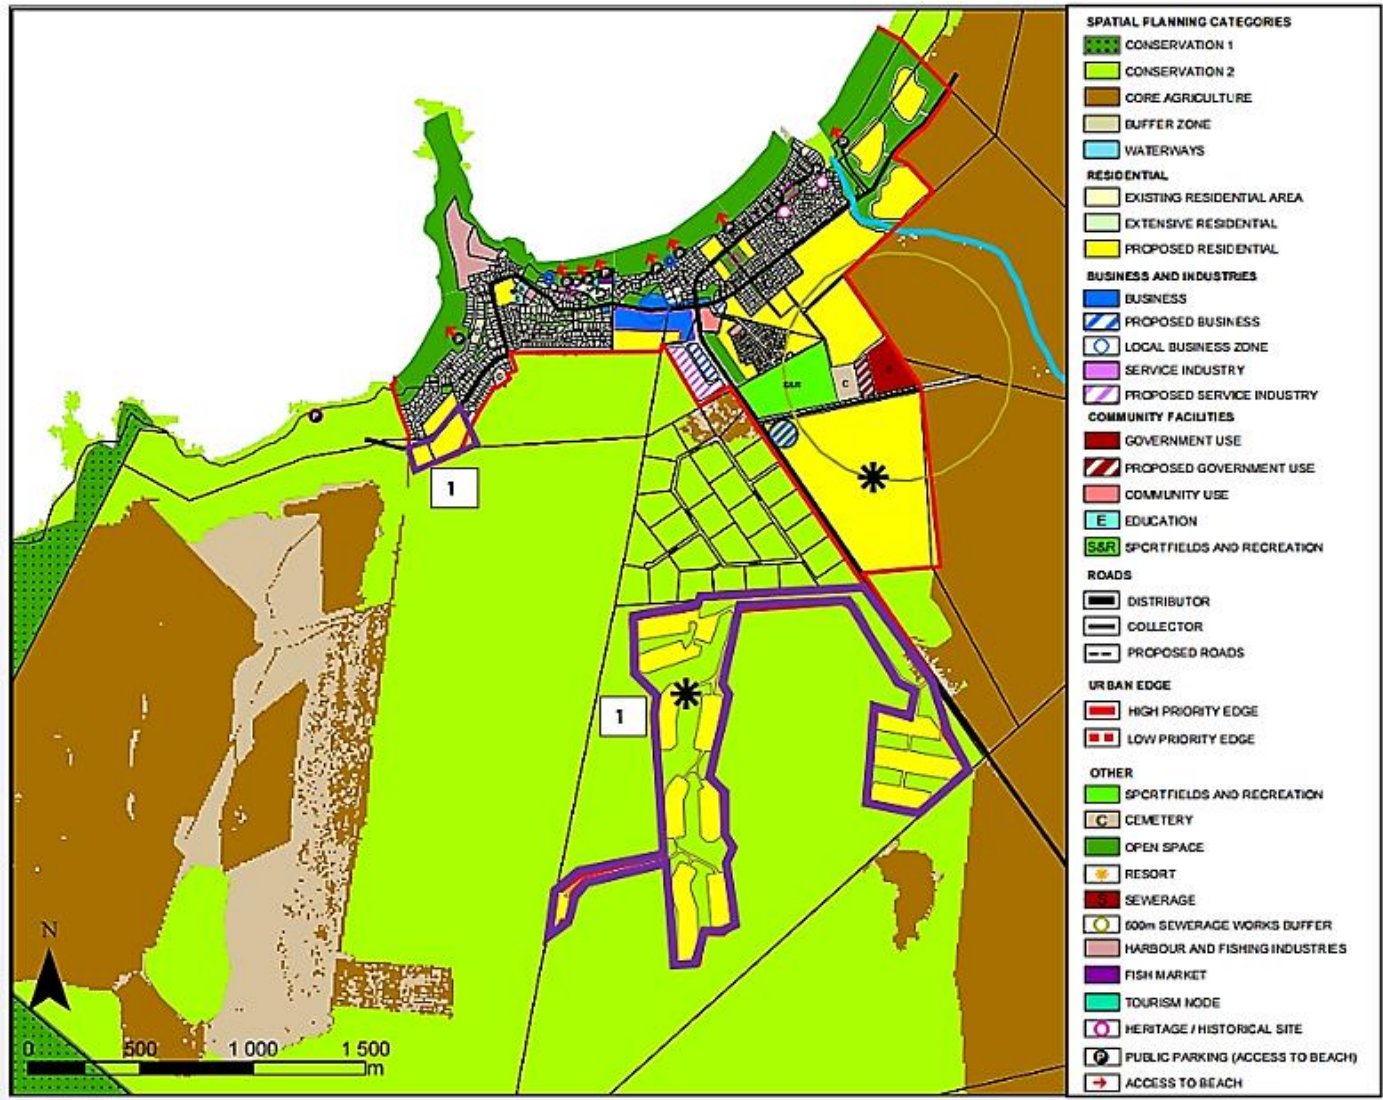 S&R
C
C
S
1
1
N
0 500 1 000 1 500
m
SPATIAL PLANNING CATEGORIES
CONSERVATION 1
CONSERVATION 2
CORE AGRICULTURE
BUFFER ZONE
WATERWAYS
RESIDENTIAL
EXISTING RESIDENTIAL AREA
EXTENSIVE RESIDENTIAL
PROPOSED RESIDENTIAL
BUSINESS AND INDUSTRIES
BUSINESS
PROPOSED BUSINESS
LOCAL BUSINESS ZONE
SERVICE INDUSTRY
PROPOSED SERVICE INDUSTRY
COMMUNITY FACILITIES
GOVERNMENT USE
PROPOSED GOVERNMENT USE
COMMUNITY USE
E EDUCATION
S&R SPORTFIELDS AND RECREATION
ROADS
DISTRIBUTOR
COLLECTOR
PROPOSED ROADS
URBAN EDGE
HIGH PRIORITY EDGE
LOW PRIORITY EDGE
OTHER
SPORTFIELDS AND RECREATION
C CEMETERY
OPEN SPACE
RESORT
S SEWERAGE
500m SEWERAGE WORKS BUFFER
HARBOUR AND FISHING INDUSTRIES
FISH MARKET
TOURISM NODE
HERITAGE / HISTORICAL SITE
P PUBLIC PARKING (ACCESS TO BEACH)
ACCESS TO BEACH